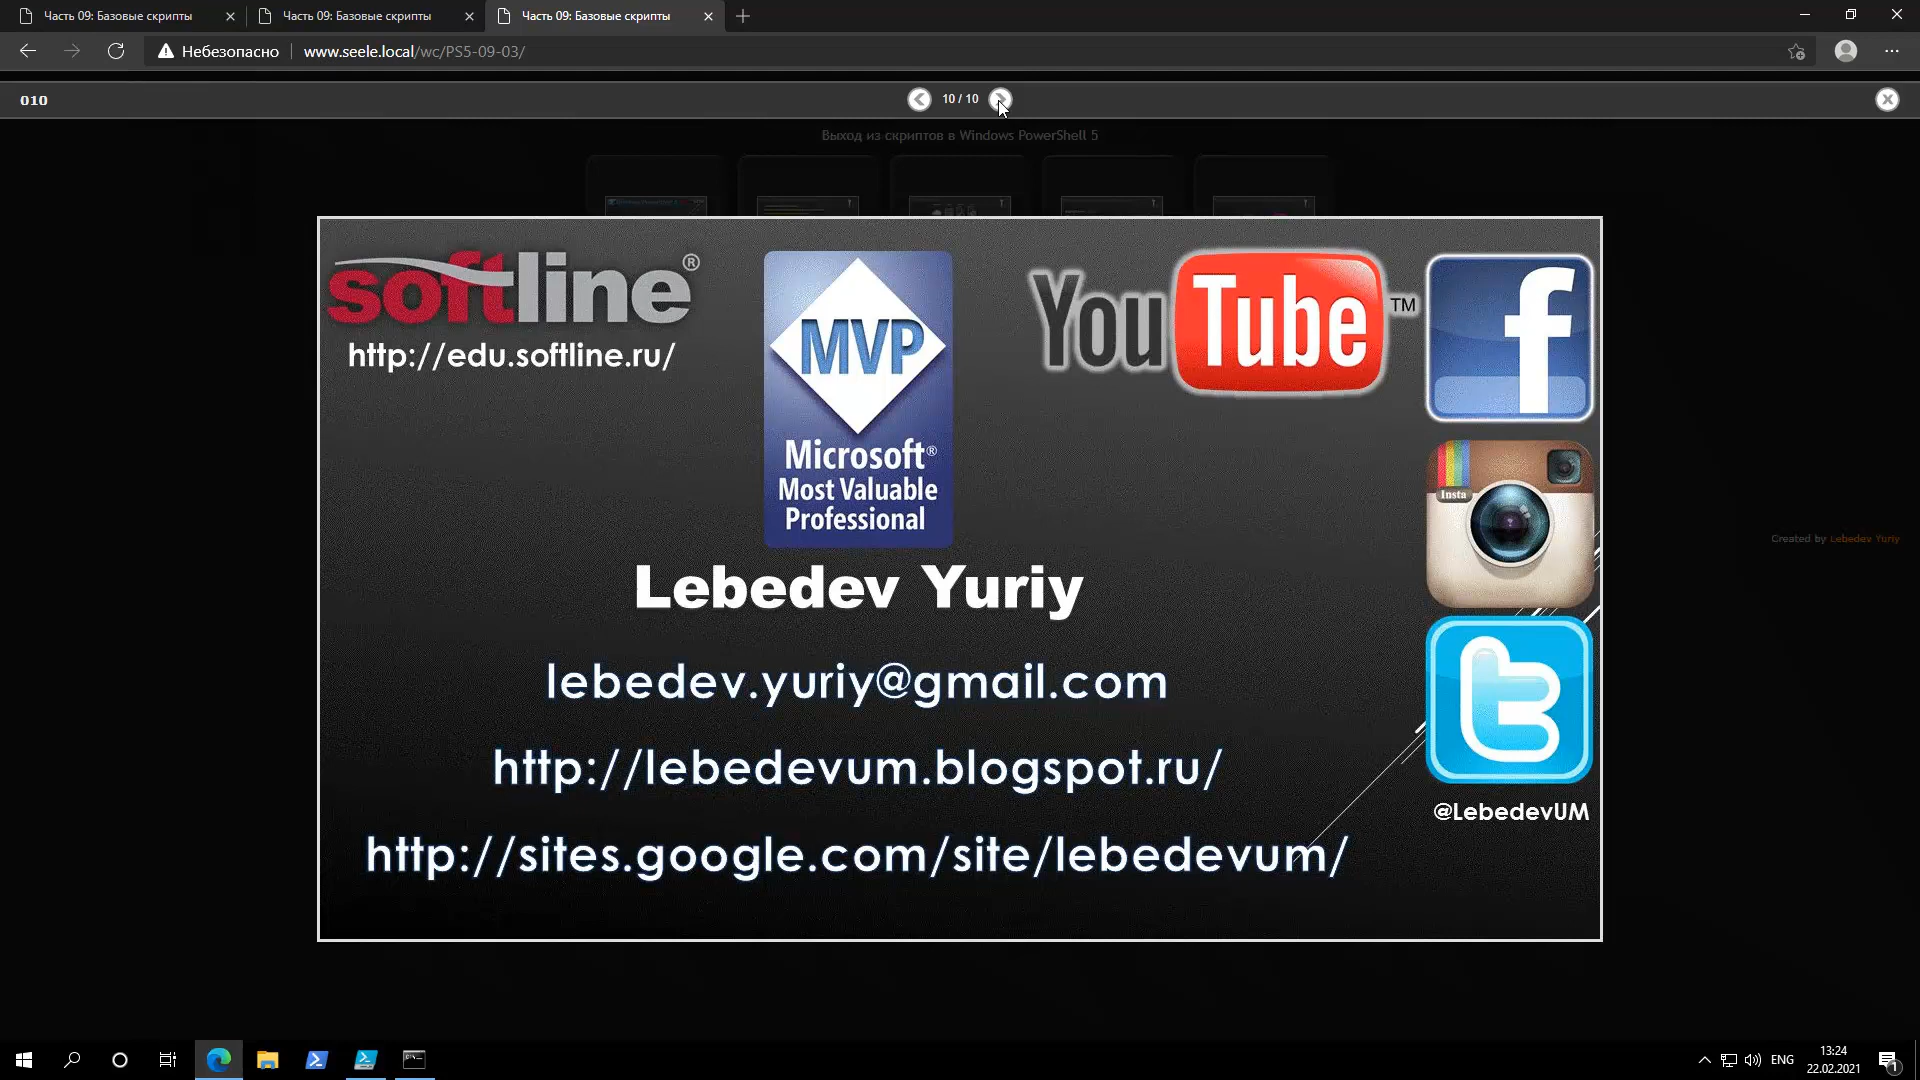 Часть 09: Базовые скрипты
Часть 09: Базовые скрипты
Часть 09: Базовые скрипты
Небезопасно
www.seele.local/wc/PS5-09-03/
010
10 / 10
Выход из скриптов в Windows PowerShell 5
softline®
http://edu.softline.ru/
MVP
Microsoft®
Most Valuable
Professional
YouTube™
f
Insta
Lebedev Yuriy
lebedev.yuriy@gmail.com
http://lebedevum.blogspot.ru/
http://sites.google.com/site/lebedevum/
t
@LebedevUM
Created by Lebedev Yuriy
ENG
13:24
22.02.2021
1